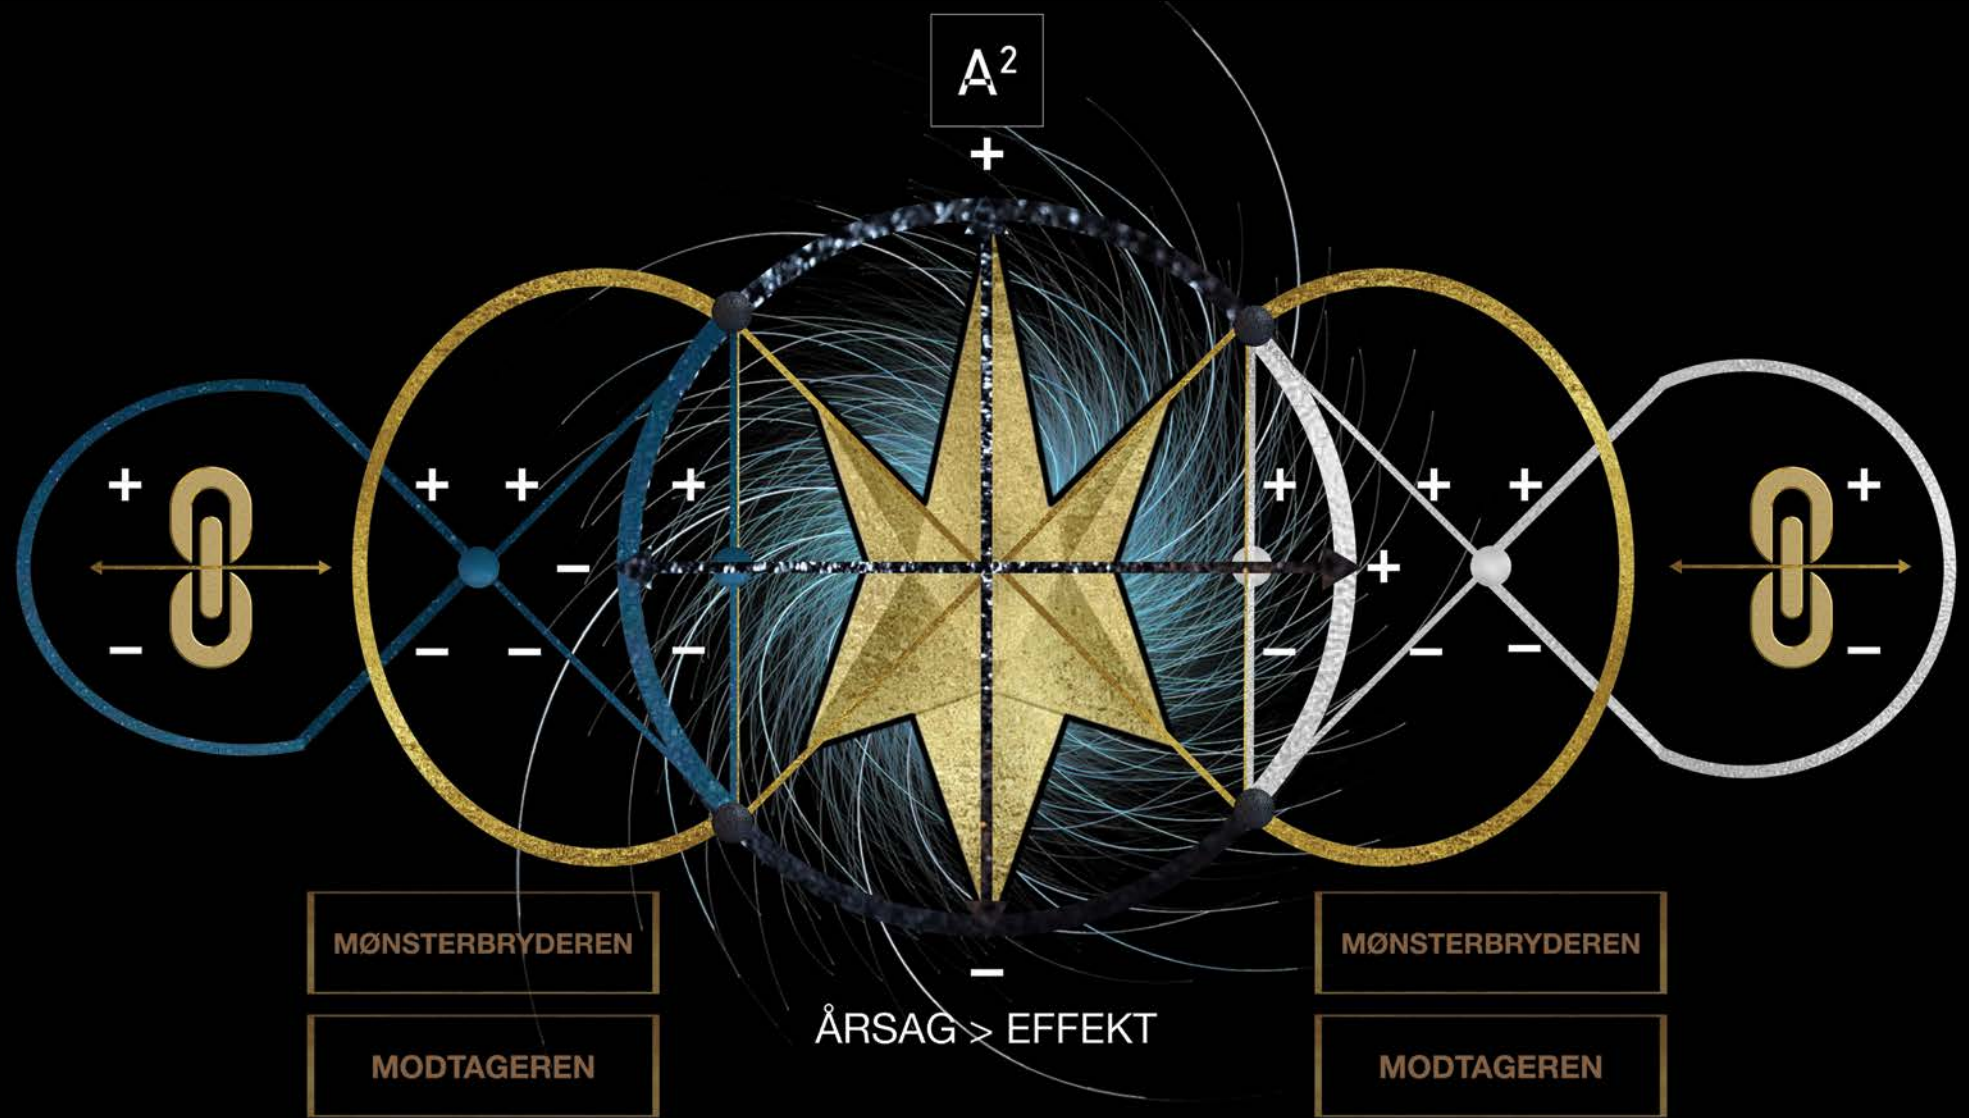 A²
+
+ + + + + + + +
− +
− − − − − − − −
−
MØNSTERBRYDEREN MØNSTERBRYDEREN
ÅRSAG > EFFEKT
MODTAGEREN MODTAGEREN